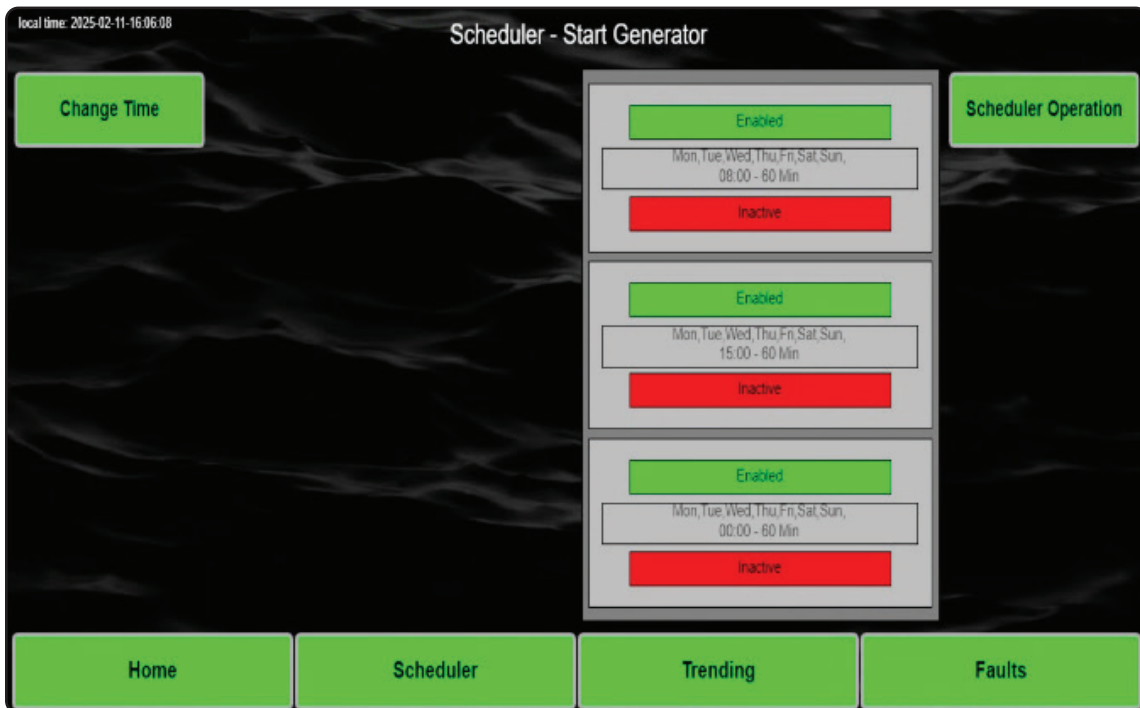 local time: 2025-02-11-16:06:08
Scheduler - Start Generator
Change Time
Scheduler Operation
Enabled
Mon,Tue,Wed,Thu,Fri,Sat,Sun,
08:00 - 60 Min
Inactive
Enabled
Mon,Tue,Wed,Thu,Fri,Sat,Sun,
15:00 - 60 Min
Inactive
Enabled
Mon,Tue,Wed,Thu,Fri,Sat,Sun,
00:00 - 60 Min
Inactive
Home
Scheduler
Trending
Faults